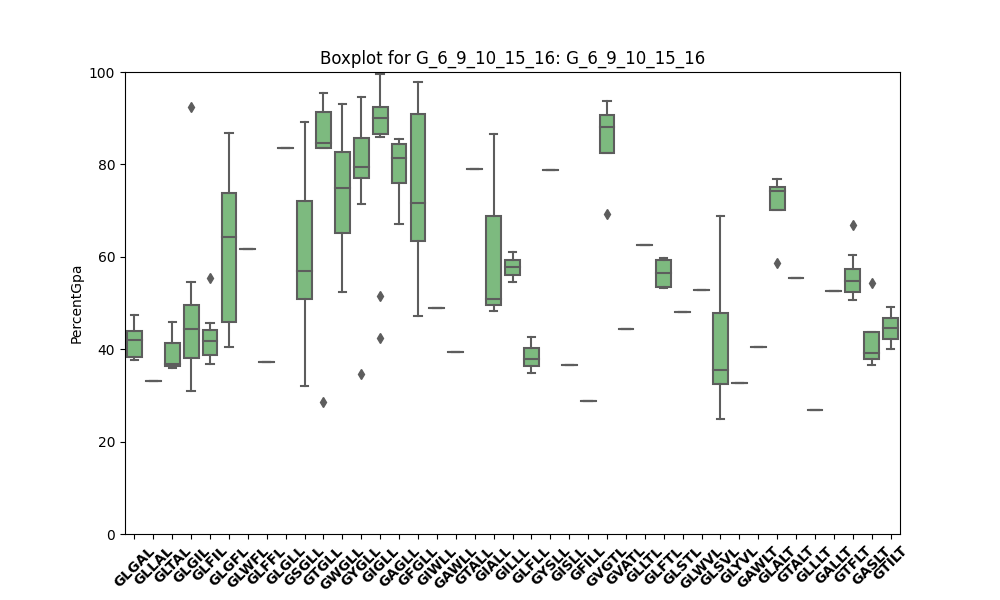 Boxplot for G_6_9_10_15_16: G_6_9_10_15_16
PercentGpa
100
80
60
40
20
0
GLGAL
GLLAL
GLTAL
GLGIL
GLFIL
GLGFL
GLWFL
GLFFL
GLGLL
GSGLL
GTGLL
GWGLL
GYGLL
GIGLL
GAGLL
GFGLL
GIWLL
GAWLL
GTALL
GIALL
GILLL
GLFLL
GYSLL
GISLL
GFILL
GVGTL
GVATL
GLLTL
GLFTL
GLSTL
GLWVL
GLSVL
GLYVL
GAWLT
GLALT
GTALT
GLLLT
GALLT
GTFLT
GASLT
GTILT